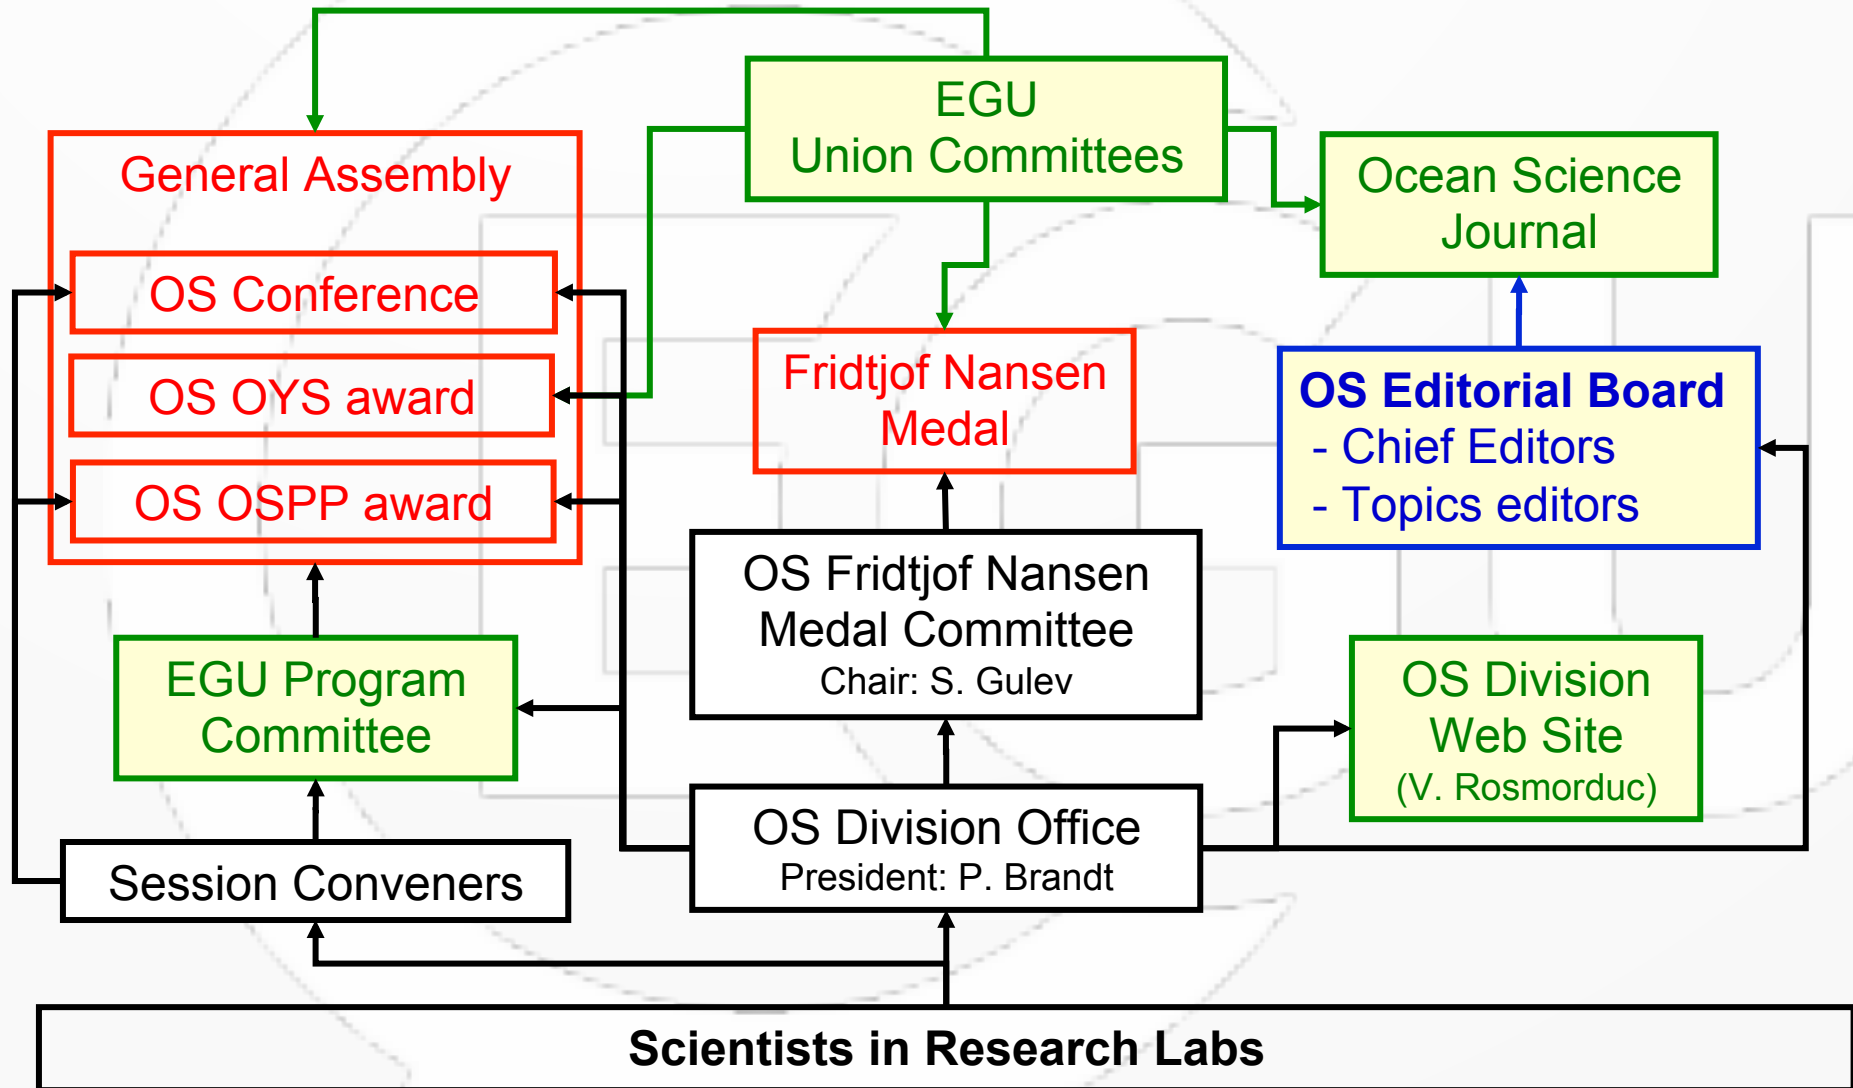 EGU
Union Committees
General Assembly
OS Conference
OS OYS award
OS OSPP award
Ocean Science
Journal
Fridtjof Nansen
Medal
OS Editorial Board
- Chief Editors
- Topics editors
OS Fridtjof Nansen
Medal Committee
Chair: S. Gulev
EGU Program
Committee
OS Division
Web Site
(V. Rosmorduc)
OS Division Office
President: P. Brandt
Session Conveners
Scientists in Research Labs